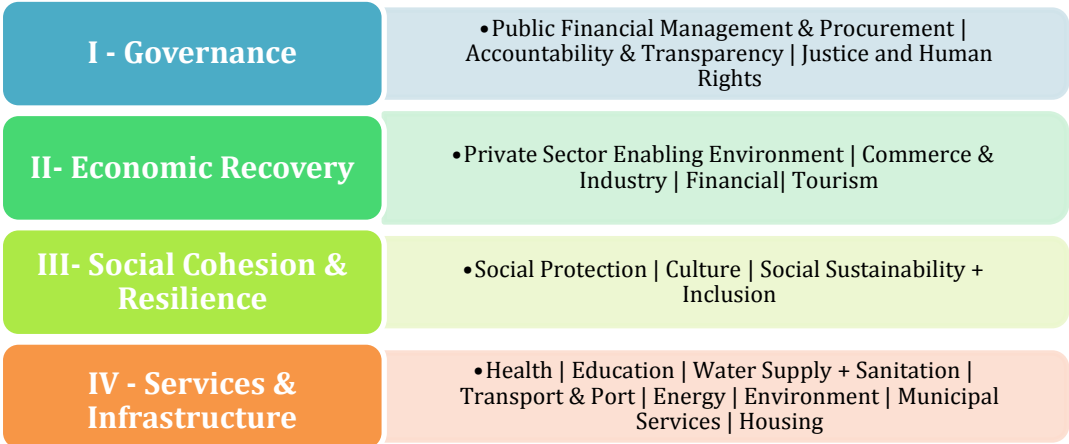 I - Governance
•Public Financial Management & Procurement |
Accountability & Transparency | Justice and Human
Rights
II- Economic Recovery
•Private Sector Enabling Environment | Commerce &
Industry | Financial| Tourism
III- Social Cohesion &
Resilience
•Social Protection | Culture | Social Sustainability +
Inclusion
IV - Services &
Infrastructure
•Health | Education | Water Supply + Sanitation |
Transport & Port | Energy | Environment | Municipal
Services | Housing